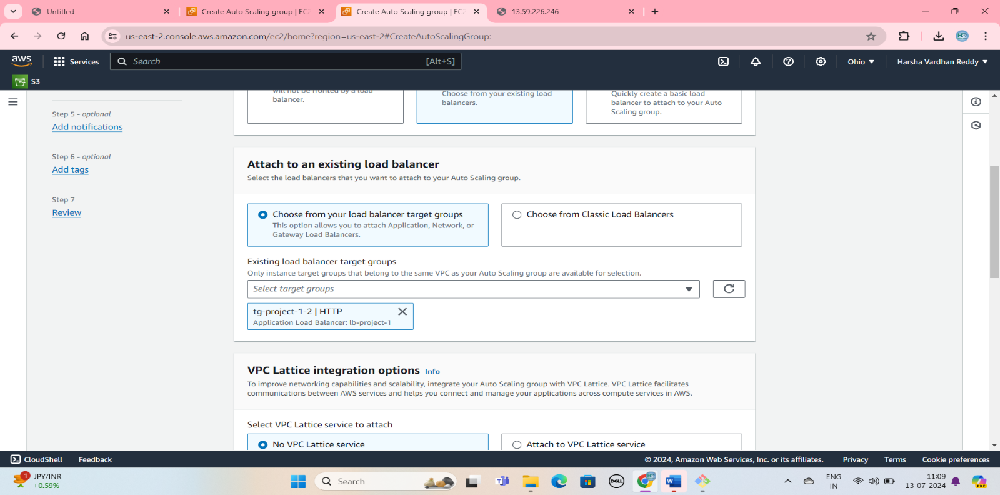 Untitled
Create Auto Scaling group | EC2
Create Auto Scaling group | EC2
13.59.226.246
us-east-2.console.aws.amazon.com/ec2/home?region=us-east-2#CreateAutoScalingGroup:
aws
Services
Search
[Alt+S]
Ohio
Harsha Vardhan Reddy
S3
will not be fronted by a load
balancer.
Choose from your existing load
balancers.
Quickly create a basic load
balancer to attach to your Auto
Scaling group.
Step 5 - optional
Add notifications
Step 6 - optional
Add tags
Step 7
Review
Attach to an existing load balancer
Select the load balancers that you want to attach to your Auto Scaling group.
Choose from your load balancer target groups
This option allows you to attach Application, Network, or
Gateway Load Balancers.
Choose from Classic Load Balancers
Existing load balancer target groups
Only instance target groups that belong to the same VPC as your Auto Scaling group are available for selection.
Select target groups
tg-project-1-2 | HTTP
Application Load Balancer: lb-project-1
VPC Lattice integration options Info
To improve networking capabilities and scalability, integrate your Auto Scaling group with VPC Lattice. VPC Lattice facilitates
communications between AWS services and helps you connect and manage your applications across compute services in AWS.
Select VPC Lattice service to attach
No VPC Lattice service
Attach to VPC Lattice service
CloudShell
Feedback
© 2024, Amazon Web Services, Inc. or its affiliates.
Privacy
Terms
Cookie preferences
1
JPY/INR
+0.59%
Search
DELL
ENG
IN
11:09
13-07-2024
PRE